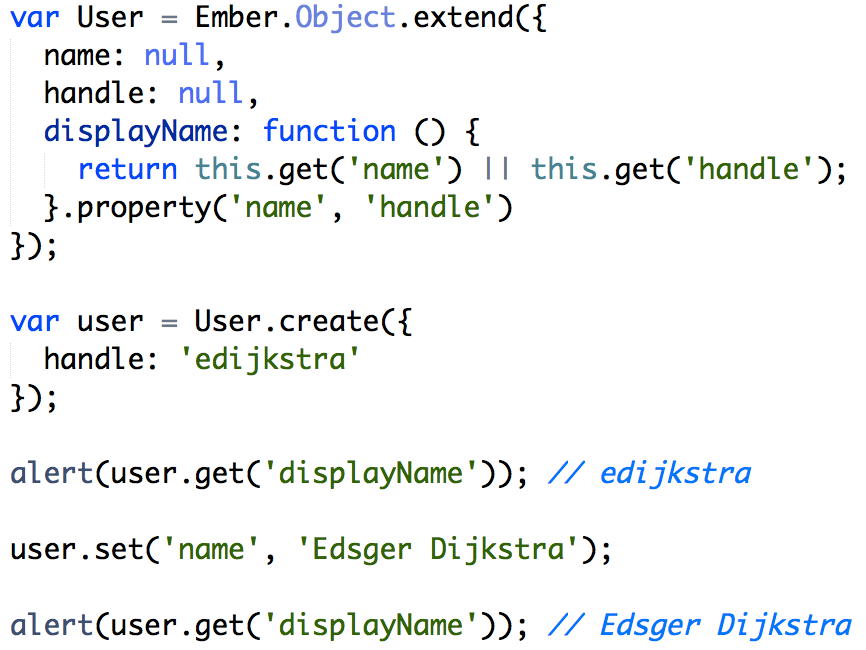 var User = Ember.Object.extend({
  name: null,
  handle: null,
  displayName: function () {
    return this.get('name') || this.get('handle');
  }.property('name', 'handle')
});

var user = User.create({
  handle: 'edijkstra'
});

alert(user.get('displayName')); // edijkstra

user.set('name', 'Edsger Dijkstra');

alert(user.get('displayName')); // Edsger Dijkstra